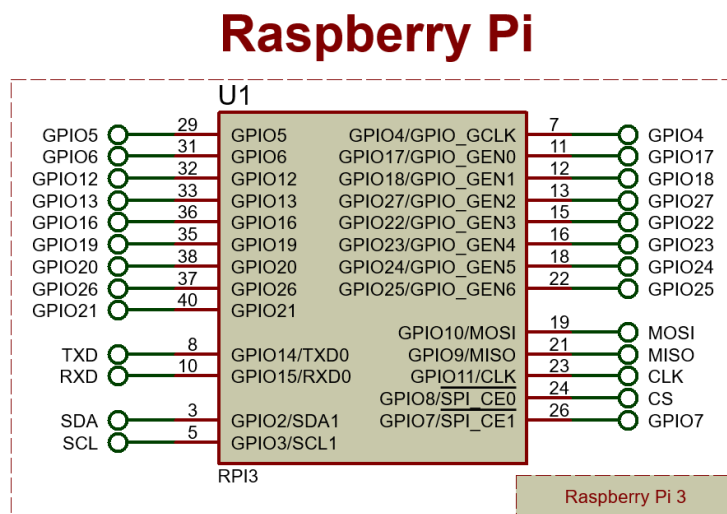 Raspberry Pi
U1
GPIO5 29 GPIO5 GPIO4/GPIO_GCLK 7 GPIO4
GPIO6 31 GPIO6 GPIO17/GPIO_GEN0 11 GPIO17
GPIO12 32 GPIO12 GPIO18/GPIO_GEN1 12 GPIO18
GPIO13 33 GPIO13 GPIO27/GPIO_GEN2 13 GPIO27
GPIO16 36 GPIO16 GPIO22/GPIO_GEN3 15 GPIO22
GPIO19 35 GPIO19 GPIO23/GPIO_GEN4 16 GPIO23
GPIO20 38 GPIO20 GPIO24/GPIO_GEN5 18 GPIO24
GPIO26 37 GPIO26 GPIO25/GPIO_GEN6 22 GPIO25
GPIO21 40 GPIO21
GPIO10/MOSI 19 MOSI
TXD 8 GPIO14/TXD0 GPIO9/MISO 21 MISO
RXD 10 GPIO15/RXD0 GPIO11/CLK 23 CLK
GPIO8/SPI_CE0 24 CS
SDA 3 GPIO2/SDA1 GPIO7/SPI_CE1 26 GPIO7
SCL 5 GPIO3/SCL1
RPI3
Raspberry Pi 3